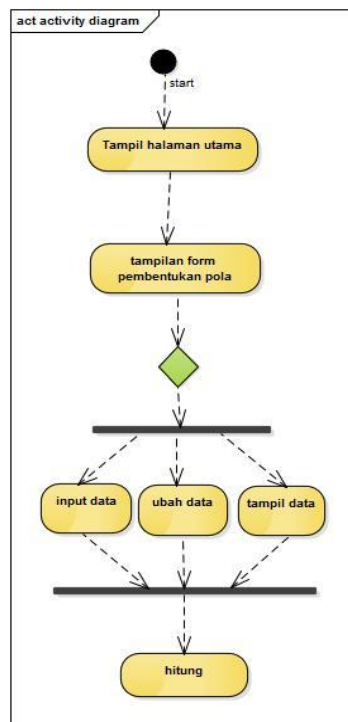 act activity diagram
start
Tampil halaman utama
tampilan form
pembentukan pola
input data
ubah data
tampil data
hitung